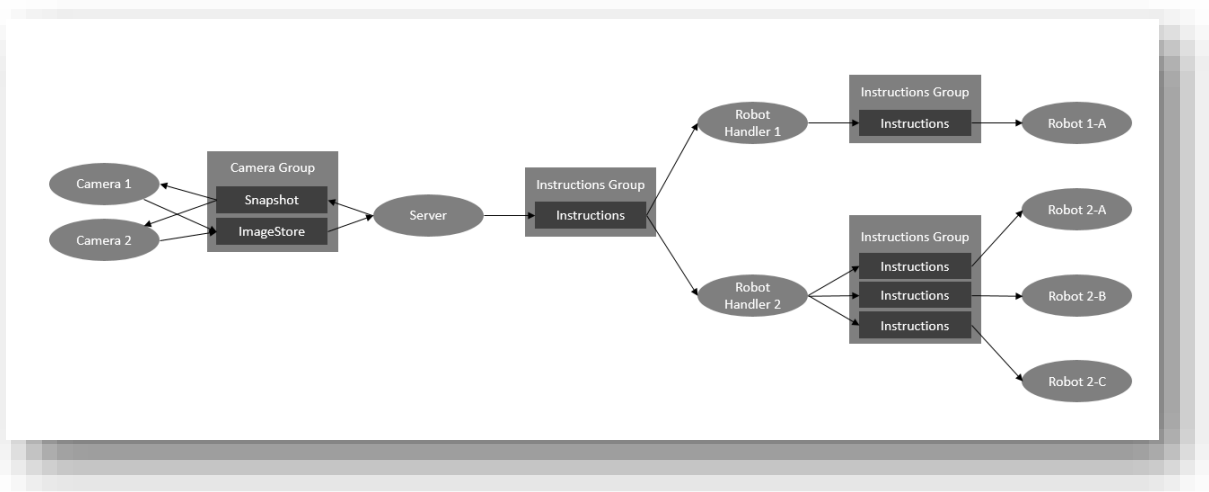 Camera 1
Camera 2
Camera Group
Snapshot
ImageStore
Server
Instructions Group
Instructions
Robot
Handler 1
Robot
Handler 2
Instructions Group
Instructions
Instructions Group
Instructions
Instructions
Instructions
Robot 1-A
Robot 2-A
Robot 2-B
Robot 2-C